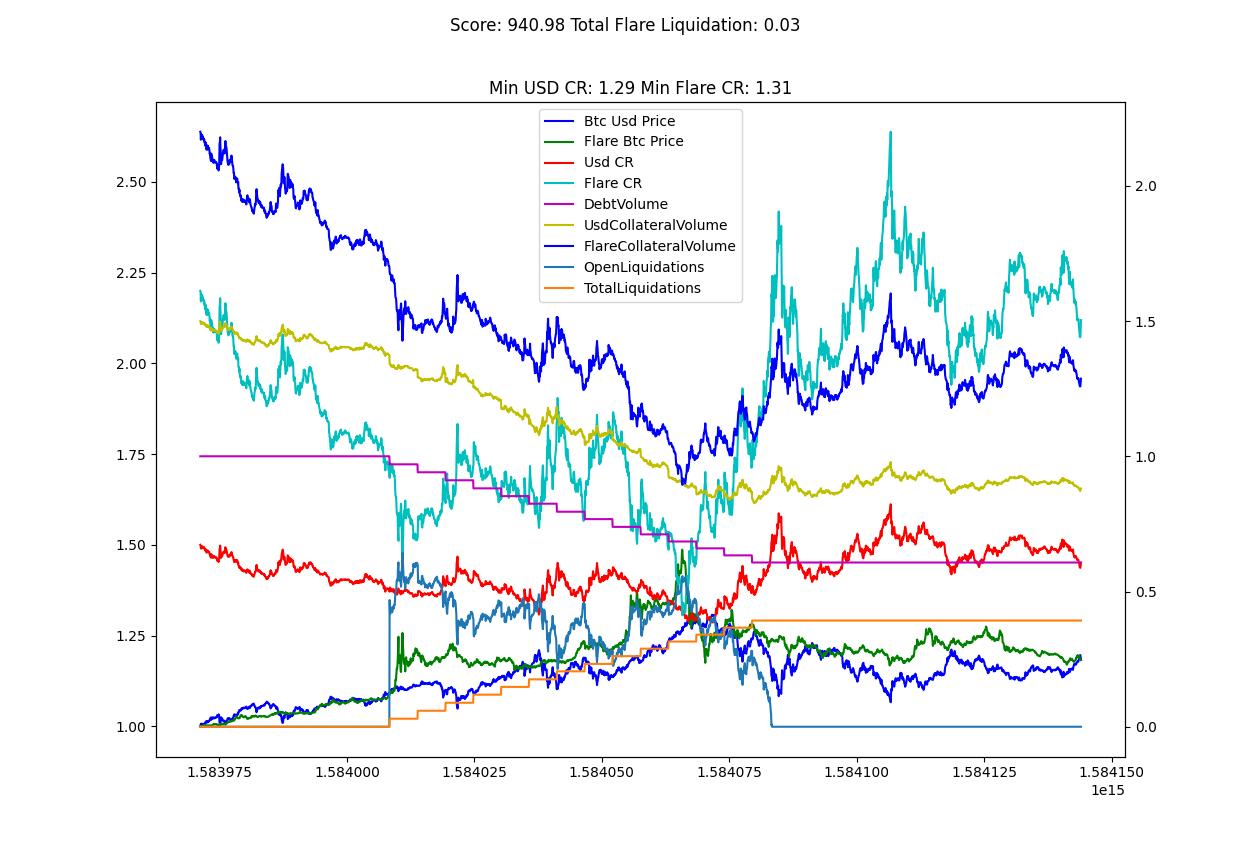 Score: 940.98 Total Flare Liquidation: 0.03
Min USD CR: 1.29 Min Flare CR: 1.31
Btc Usd Price
Flare Btc Price
Usd CR
Flare CR
DebtVolume
UsdCollateralVolume
FlareCollateralVolume
OpenLiquidations
TotalLiquidations
2.50
2.25
2.00
1.75
1.50
1.25
1.00
2.0
1.5
1.0
0.5
0.0
1.583975 1.584000 1.584025 1.584050 1.584075 1.584100 1.584125 1.584150
1e15